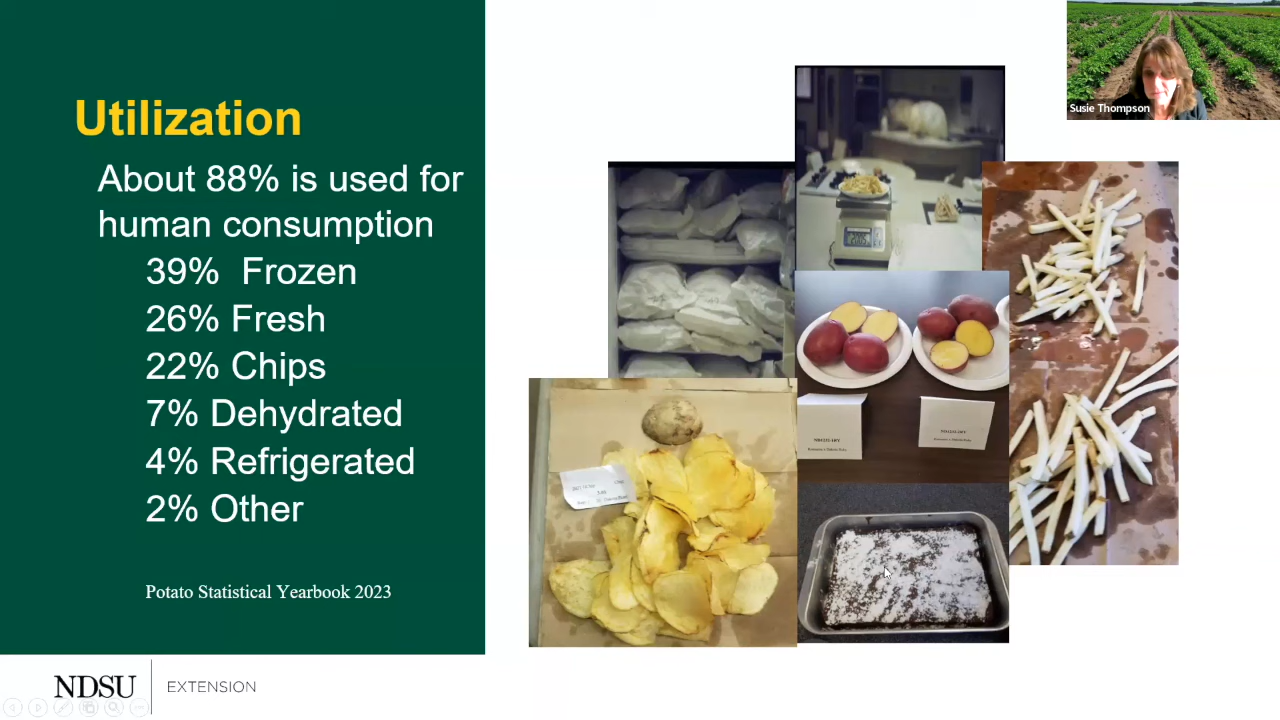 Utilization
About 88% is used for
human consumption
39% Frozen
26% Fresh
22% Chips
7% Dehydrated
4% Refrigerated
2% Other
Potato Statistical Yearbook 2023
NDSU
EXTENSION
Susie Thompson